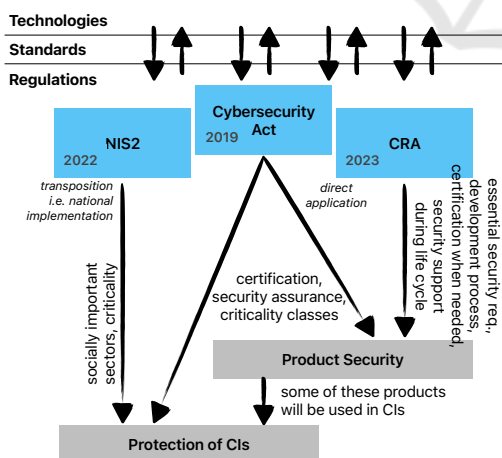 Technologies
Standards
Regulations
NIS2
2022
Cybersecurity
Act
2019
CRA
2023
transposition
i.e. national
implementation
direct
application
socially important
sectors, criticality
certification,
security assurance,
criticality classes
essential security req.,
development process,
certification when needed,
security support
during life cycle
Product Security
some of these products
will be used in CIs
Protection of CIs